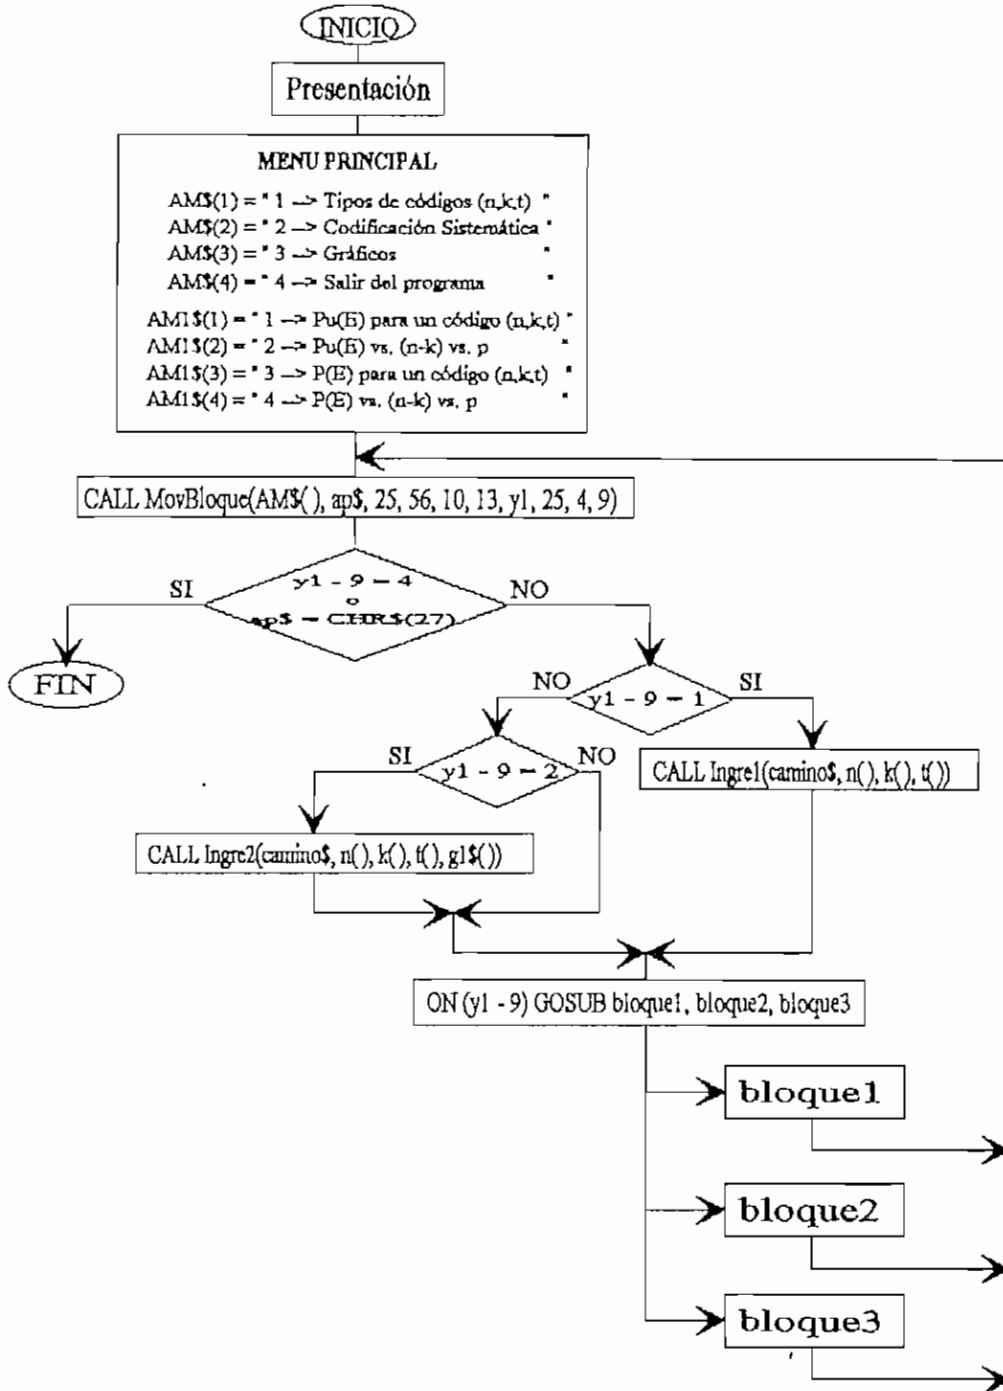 INICIO
Presentación
MENU PRINCIPAL
AM$(1) = " 1 --> Tipos de códigos (n,k,t) "
AM$(2) = " 2 --> Codificación Sistemática "
AM$(3) = " 3 --> Gráficos "
AM$(4) = " 4 --> Salir del programa "
AM1$(1) = " 1 --> Pu(E) para un código (n,k,t) "
AM1$(2) = " 2 --> Pu(E) vs. (n-k) vs. p "
AM1$(3) = " 3 --> P(E) para un código (n,k,t) "
AM1$(4) = " 4 --> P(E) vs. (n-k) vs. p "
CALL MovBloque(AM$( ), ap$, 25, 56, 10, 13, y1, 25, 4, 9)
SI
y1 - 9 = 4
o
ap$ = CHR$(27)
NO
FIN
NO
y1 - 9 = 1
SI
SI
y1 - 9 = 2
NO
CALL Ingre1(camino$, n(), k(), t())
CALL Ingre2(camino$, n(), k(), t(), g1$())
ON (y1 - 9) GOSUB bloque1, bloque2, bloque3
bloque1
bloque2
bloque3